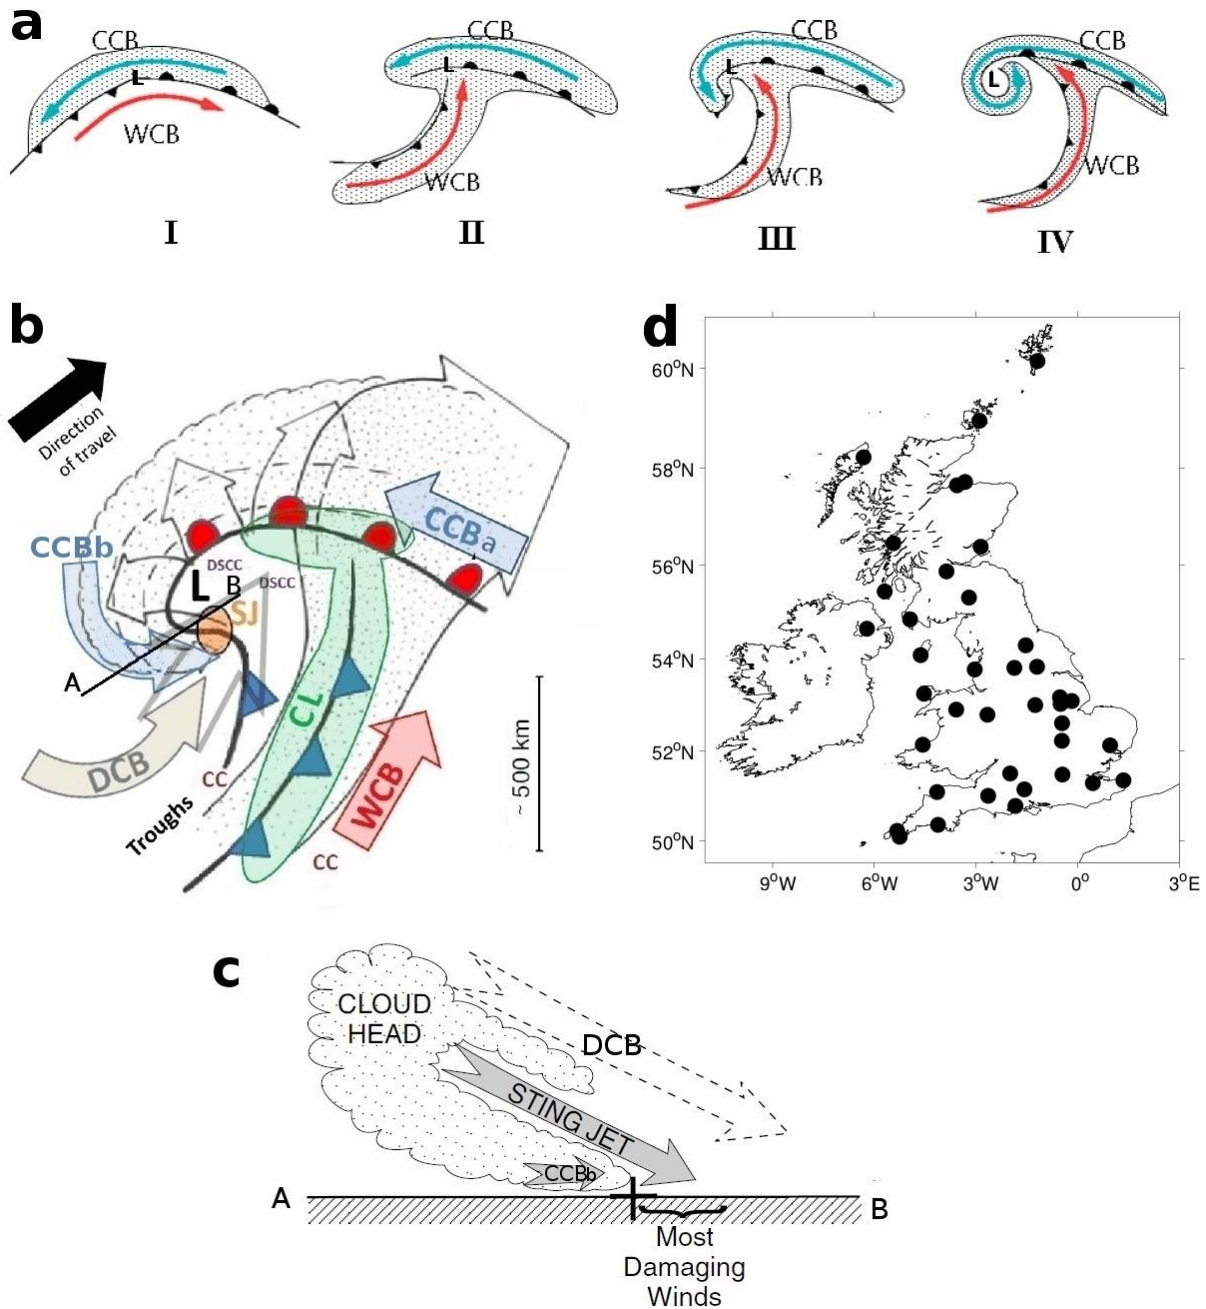 a
CCB
L
WCB
I
CCB
L
WCB
II
CCB
L
WCB
III
CCB
L
WCB
IV
b
Direction
of travel
CCBa
CCBb
DSCC
L
B
DSCC
SJ
A
CL
DCB
WCB
CC
Troughs
CC
~ 500 km
d
60°N
58°N
56°N
54°N
52°N
50°N
9°W
6°W
3°W
0°
3°E
c
CLOUD
HEAD
DCB
STING JET
CCBb
A
B
Most
Damaging
Winds